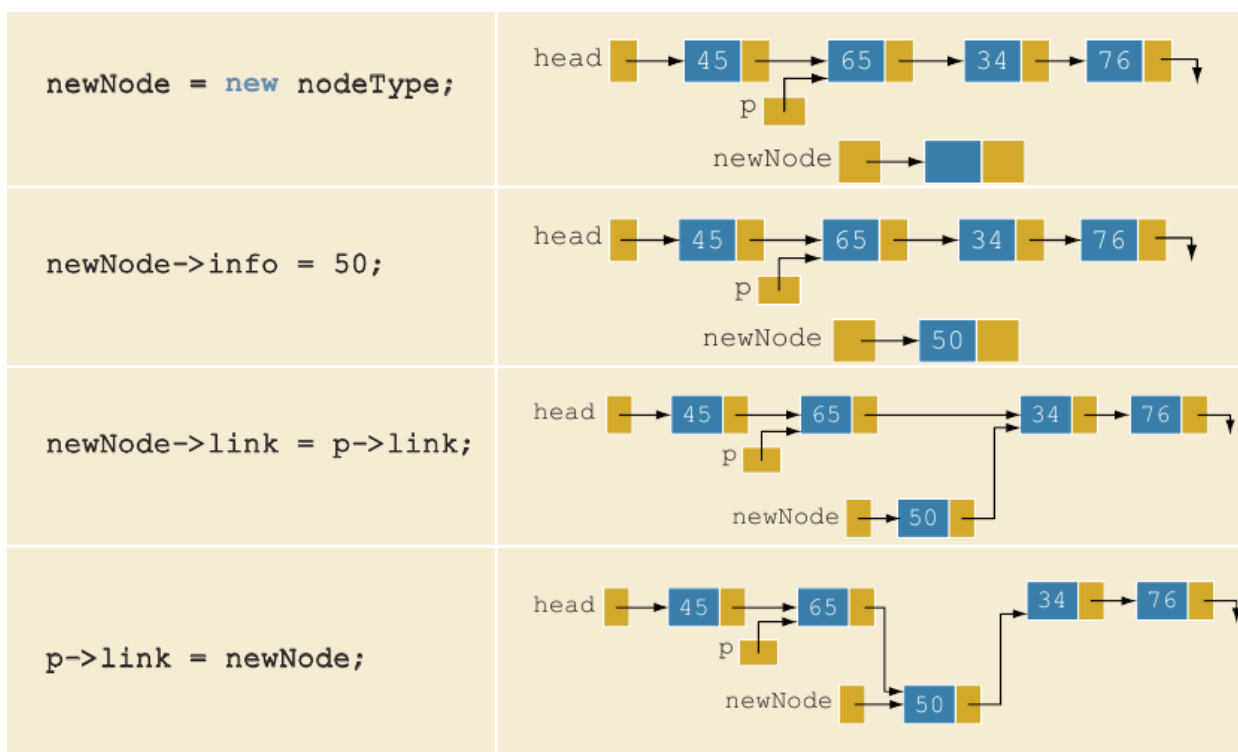 newNode = new nodeType;
head 45 65 34 76
p
newNode
newNode->info = 50;
head 45 65 34 76
p
newNode 50
newNode->link = p->link;
head 45 65 34 76
p
newNode 50
p->link = newNode;
head 45 65 34 76
p
newNode 50